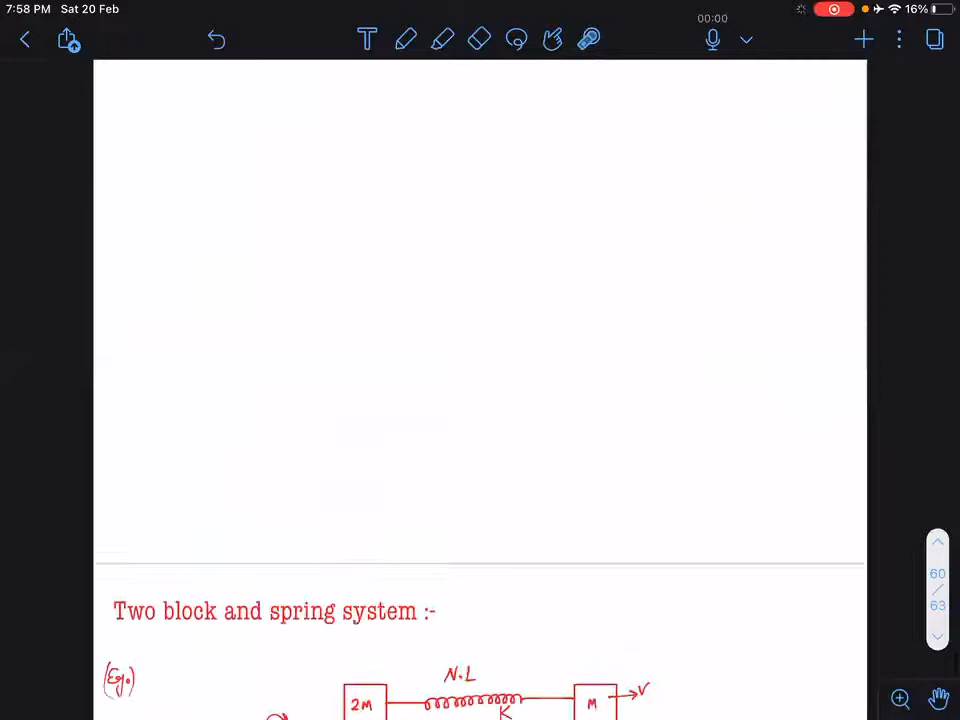 7:58 PM Sat 20 Feb
16%
00:00
T
60
/
63
Two block and spring system :-
(Eg.)
N.L
2M
K
M
V